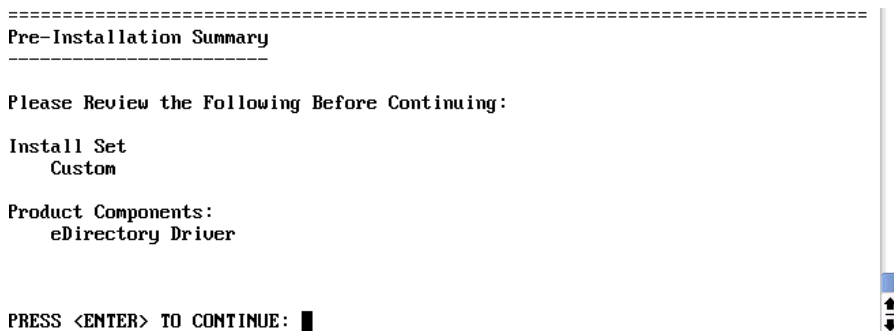 ===============================================================================
Pre-Installation Summary
------------------------
Please Review the Following Before Continuing:
Install Set
Custom
Product Components:
eDirectory Driver
PRESS <ENTER> TO CONTINUE: